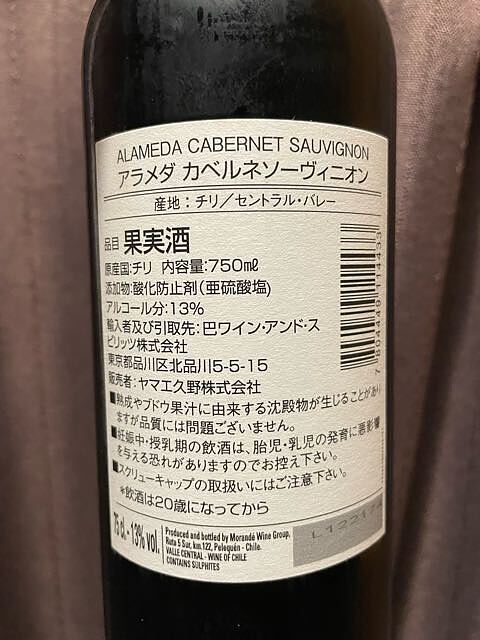 ALAMEDA CABERNET SAUVIGNON
アラメダ カベルネソーヴィニオン
産地：チリ／セントラル・バレー
品目 果実酒
原産国:チリ 内容量:750㎖
添加物:酸化防止剤(亜硫酸塩)
アルコール分:13%
輸入者及び引取先: 巴ワイン・アンド・ス
ピリッツ株式会社
東京都品川区北品川5-5-15
販売者: ヤマエ久野株式会社
■熟成やブドウ果汁に由来する沈殿物が生じることがあり
ますが品質には問題ございません。
■妊娠中・授乳期の飲酒は、胎児・乳児の発育に悪影響
を与える恐れがありますのでお控え下さい。
■スクリューキャップの取扱いにはご注意下さい。
*飲酒は20歳になってから
7 804449 114433
75 cl. - 13% vol.
Produced and bottled by Morandé Wine Group,
Ruta 5 Sur, km.122, Pelequén - Chile.
VALLE CENTRAL - WINE OF CHILE
CONTAINS SULPHITES